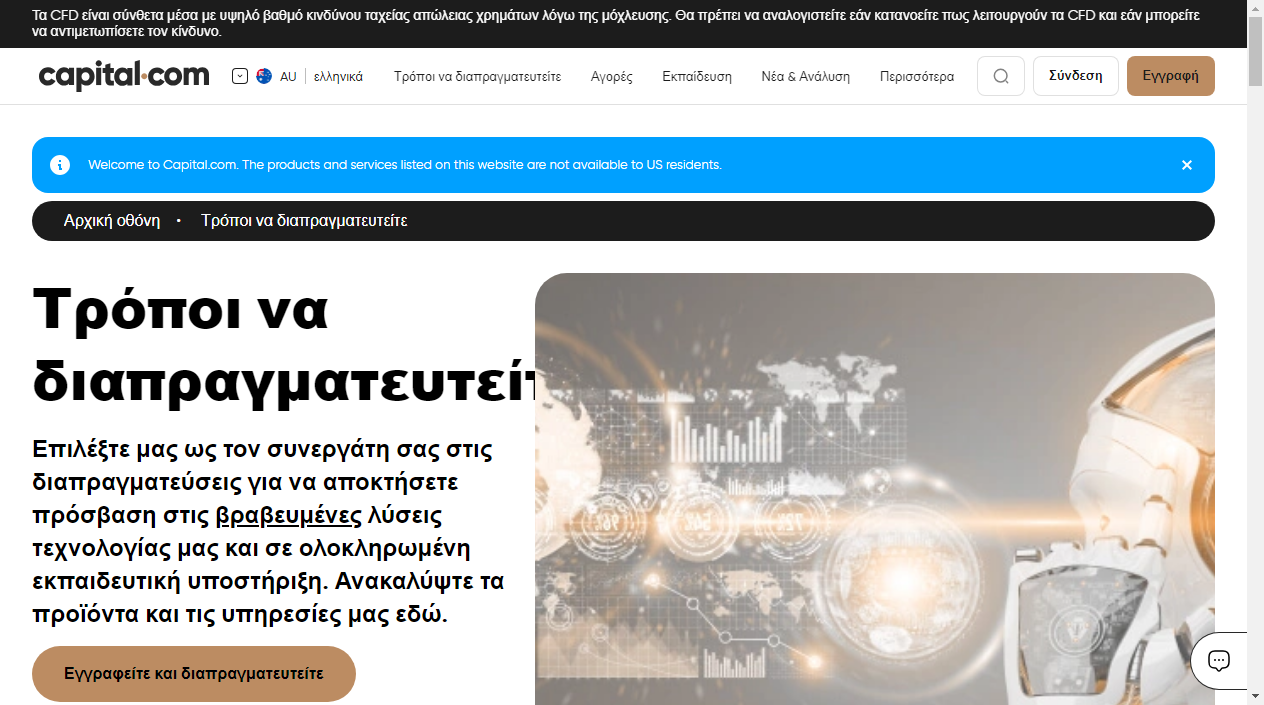 Τα CFD είναι σύνθετα μέσα με υψηλό βαθμό κινδύνου ταχείας απώλειας χρημάτων λόγω της μόχλευσης. Θα πρέπει να αναλογιστείτε εάν κατανοείτε πως λειτουργούν τα CFD και εάν μπορείτε
να αντιμετωπίσετε τον κίνδυνο.
capital.com AU ελληνικά Τρόποι να διαπραγματευτείτε Αγορές Εκπαίδευση Νέα & Ανάλυση Περισσότερα Σύνδεση Εγγραφή
Welcome to Capital.com. The products and services listed on this website are not available to US residents.
Αρχική οθόνη • Τρόποι να διαπραγματευτείτε
Τρόποι να
διαπραγματευτείτ
Επιλέξτε μας ως τον συνεργάτη σας στις
διαπραγματεύσεις για να αποκτήσετε
πρόσβαση στις βραβευμένες λύσεις
τεχνολογίας μας και σε ολοκληρωμένη
εκπαιδευτική υποστήριξη. Ανακαλύψτε τα
προϊόντα και τις υπηρεσίες μας εδώ.
Εγγραφείτε και διαπραγματευτείτε